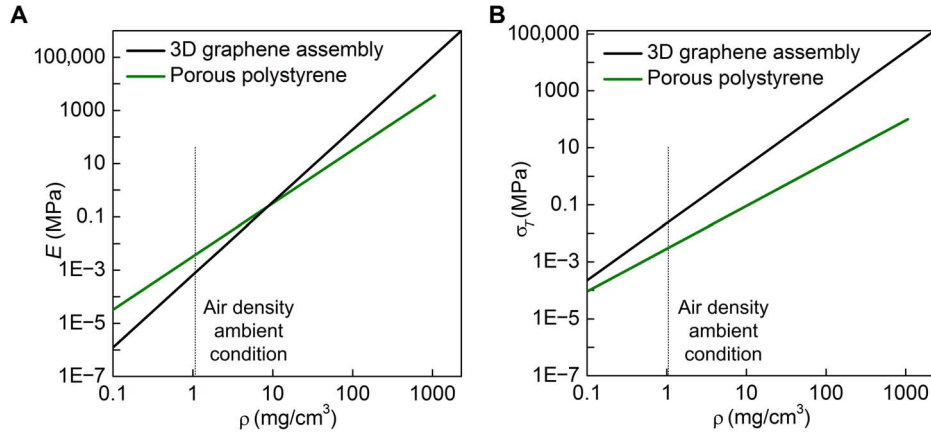 A
100,000
1000
10
0.1
1E−3
1E−5
1E−7
E (MPa)
3D graphene assembly
Porous polystyrene
Air density
ambient
condition
0.1 1 10 100 1000
ρ (mg/cm³)
B
100,000
1000
10
0.1
1E−3
1E−5
1E−7
σT(MPa)
3D graphene assembly
Porous polystyrene
Air density
ambient
condition
0.1 1 10 100 1000
ρ (mg/cm³)